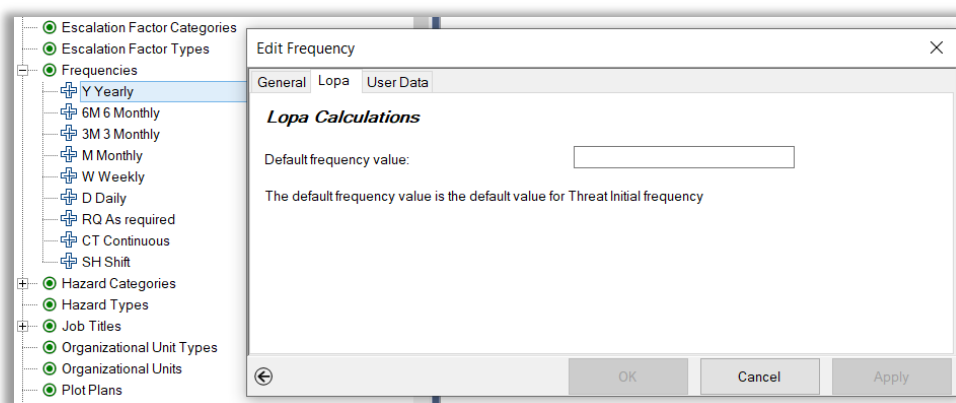 Escalation Factor Categories
Escalation Factor Types
Frequencies
Y Yearly
6M 6 Monthly
3M 3 Monthly
M Monthly
W Weekly
D Daily
RQ As required
CT Continuous
SH Shift
Hazard Categories
Hazard Types
Job Titles
Organizational Unit Types
Organizational Units
Plot Plans
Edit Frequency
General Lopa User Data
Lopa Calculations
Default frequency value:
The default frequency value is the default value for Threat Initial frequency
OK Cancel Apply